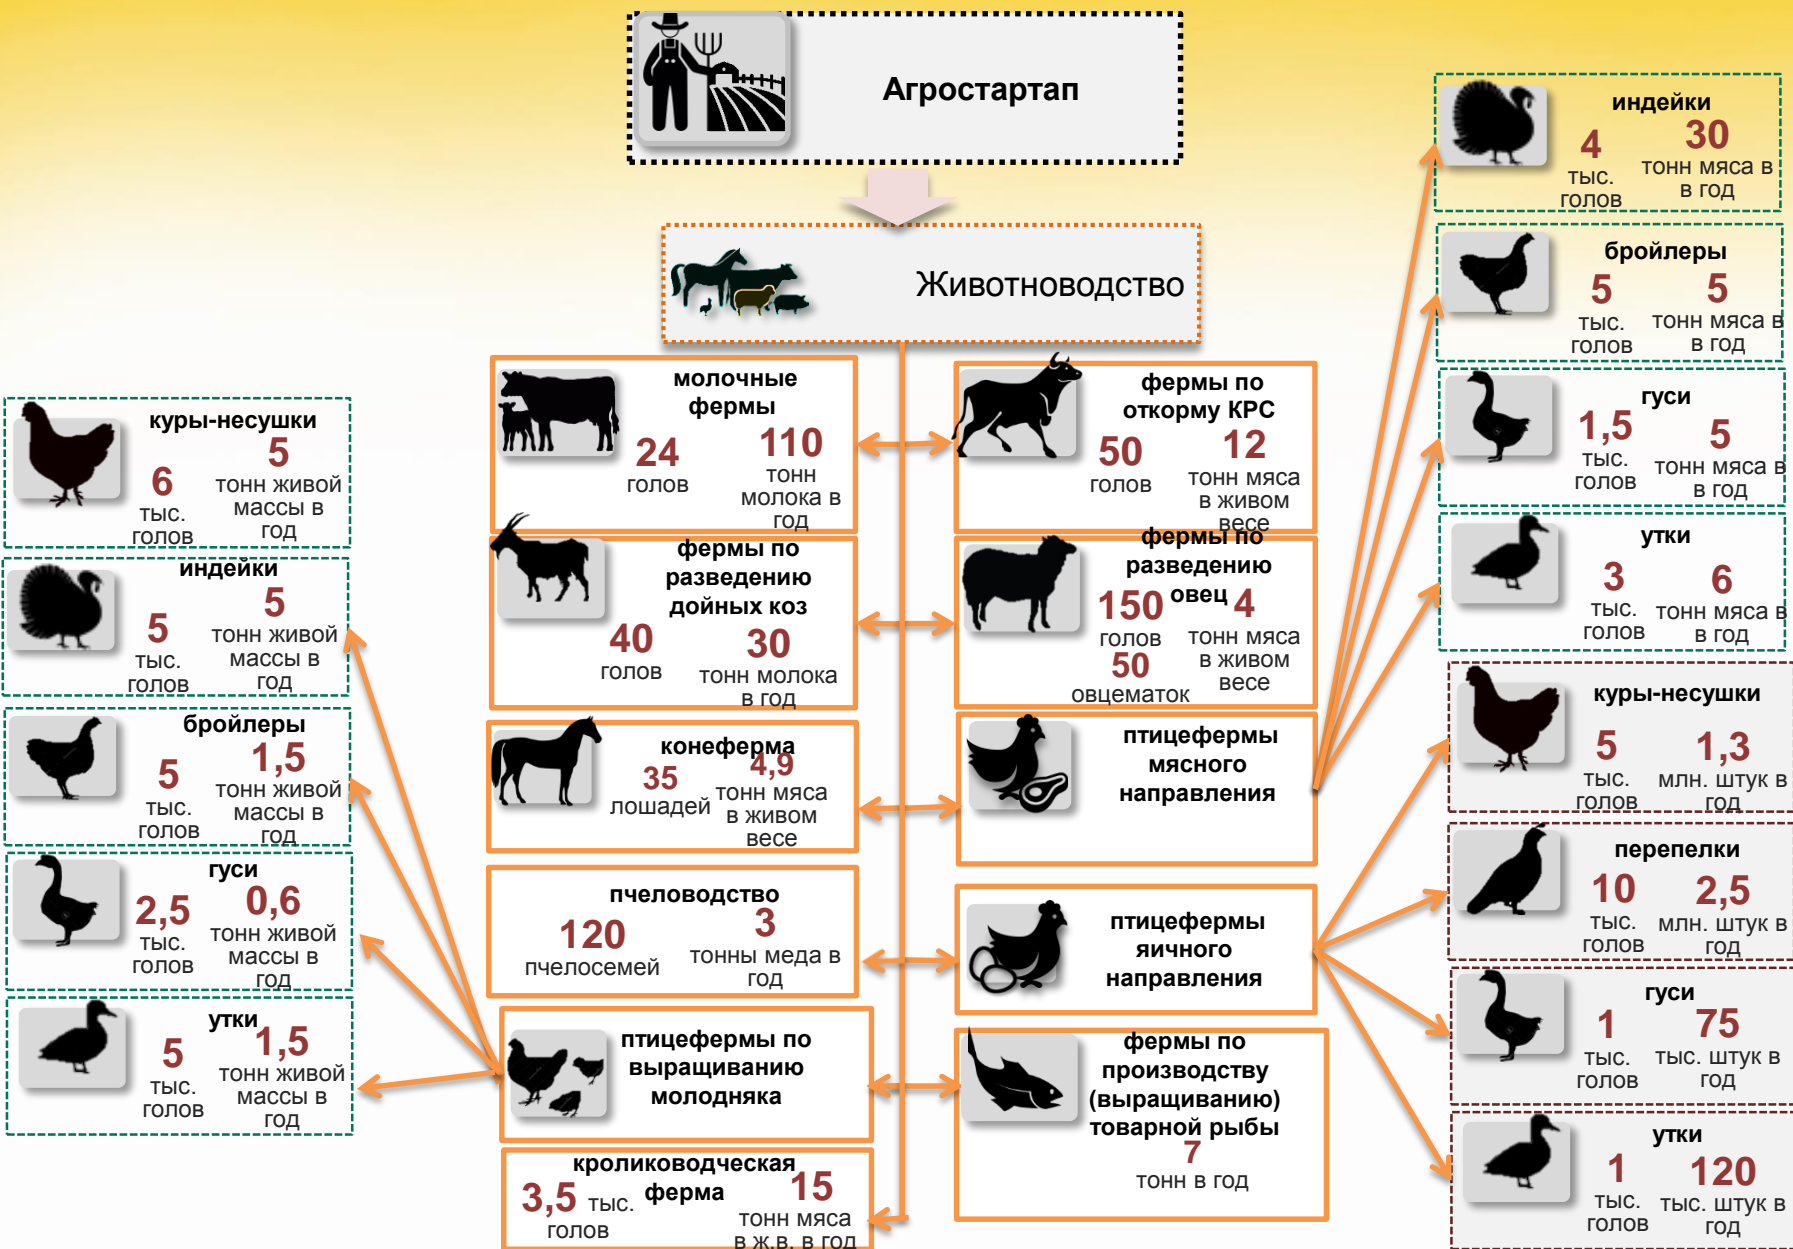 Агростартап
Животноводство
молочные
фермы
24
голов
110
тонн
молока в
год
фермы по
откорму КРС
50
голов
12
тонн мяса
в живом
весе
фермы по
разведению
дойных коз
40
голов
30
тонн молока
в год
фермы по
разведению
овец
150
голов
50
овцематок
4
тонн мяса
в живом
весе
конеферма
35
лошадей
4,9
тонн мяса
в живом
весе
птицефермы
мясного
направления
пчеловодство
120
пчелосемей
3
тонны меда в
год
птицефермы
яичного
направления
птицефермы по
выращиванию
молодняка
фермы по
производству
(выращиванию)
товарной рыбы
7
тонн в год
кролиководческая
ферма
3,5 тыс.
голов
15
тонн мяса
в ж.в. в год
куры-несушки
6
тыс.
голов
5
тонн живой
массы в
год
индейки
5
тыс.
голов
5
тонн живой
массы в
год
бройлеры
5
тыс.
голов
1,5
тонн живой
массы в
год
гуси
2,5
тыс.
голов
0,6
тонн живой
массы в
год
утки
5
тыс.
голов
1,5
тонн живой
массы в
год
индейки
4
тыс.
голов
30
тонн мяса в
в год
бройлеры
5
тыс.
голов
5
тонн мяса в
в год
гуси
1,5
тыс.
голов
5
тонн мяса в
в год
утки
3
тыс.
голов
6
тонн мяса в
в год
куры-несушки
5
тыс.
голов
1,3
млн. штук в
год
перепелки
10
тыс.
голов
2,5
млн. штук в
год
гуси
1
тыс.
голов
75
тыс. штук в
год
утки
1
тыс.
голов
120
тыс. штук в
год